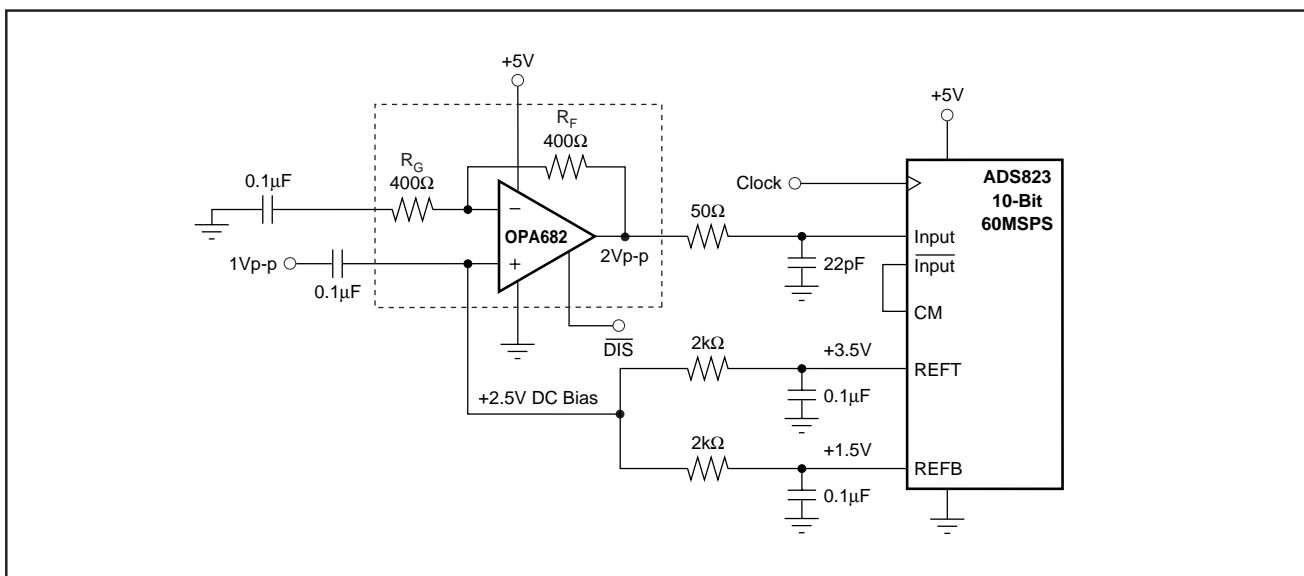 +5V
+5V
R_F
400Ω
R_G
400Ω
0.1µF
Clock
ADS823
10-Bit
60MSPS
50Ω
−
OPA682
+
2Vp-p
Input
1Vp-p
0.1µF
22pF
I̅n̅p̅u̅t̅
CM
D̅I̅S̅
2kΩ
+3.5V
REFT
0.1µF
+2.5V DC Bias
2kΩ
+1.5V
REFB
0.1µF